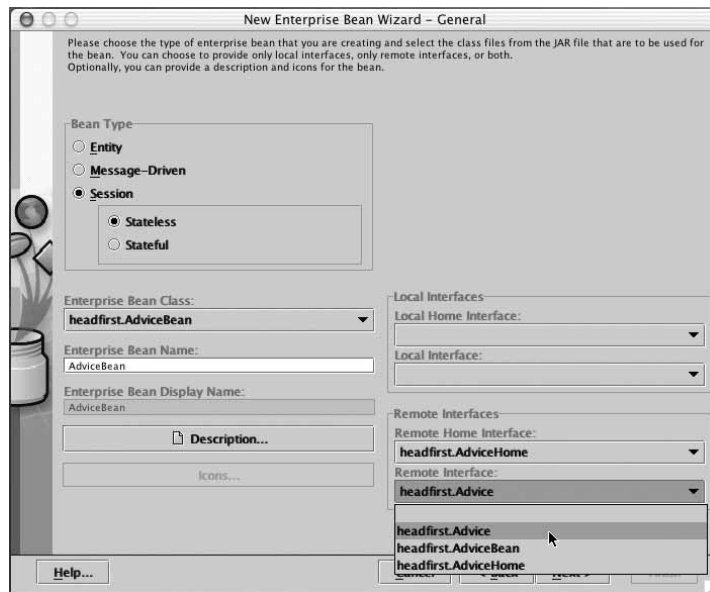 New Enterprise Bean Wizard – General
Please choose the type of enterprise bean that you are creating and select the class files from the JAR file that are to be used for
the bean. You can choose to provide only local interfaces, only remote interfaces, or both.
Optionally, you can provide a description and icons for the bean.
Bean Type
Entity
Message-Driven
Session
Stateless
Stateful
Enterprise Bean Class:
headfirst.AdviceBean
Enterprise Bean Name:
AdviceBean
Enterprise Bean Display Name:
AdviceBean
Description...
Icons...
Local Interfaces
Local Home Interface:
Local Interface:
Remote Interfaces
Remote Home Interface:
headfirst.AdviceHome
Remote Interface:
headfirst.Advice
headfirst.Advice
headfirst.AdviceBean
headfirst.AdviceHome
Help...